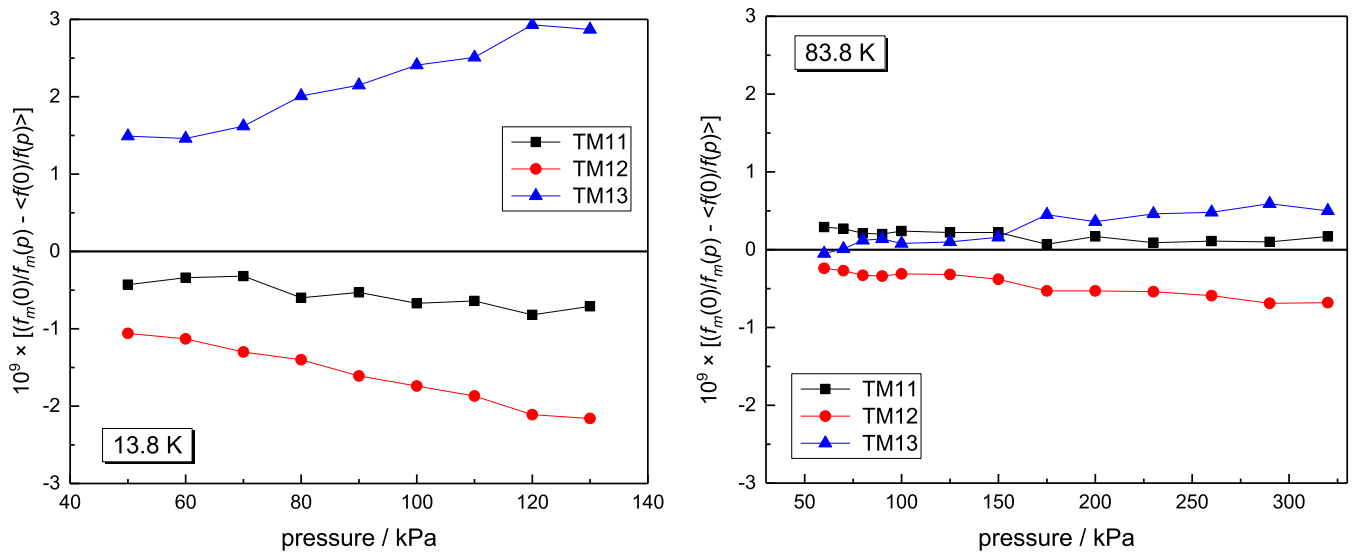 10⁹ × [(fₘ(0)/fₘ(p) - <f(0)/f(p)>]
3
2
1
0
-1
-2
-3
TM11
TM12
TM13
13.8 K
40 60 80 100 120 140
pressure / kPa
10⁹ × [(fₘ(0)/fₘ(p) - <f(0)/f(p)>]
3
2
1
0
-1
-2
-3
83.8 K
TM11
TM12
TM13
50 100 150 200 250 300
pressure / kPa